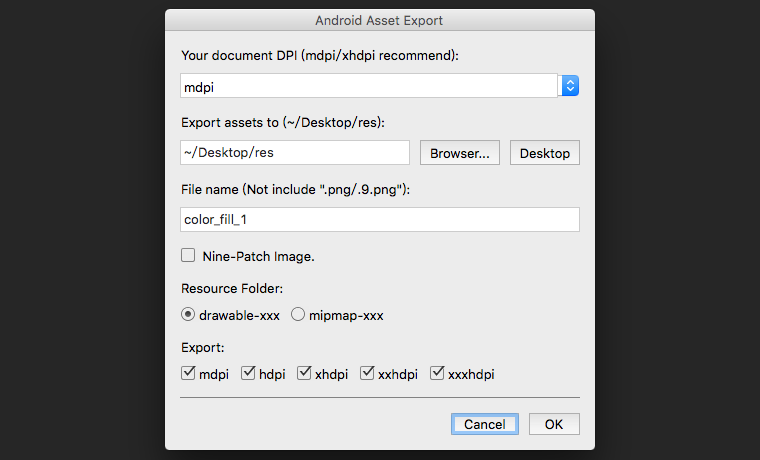 Android Asset Export
Your document DPI (mdpi/xhdpi recommend):
mdpi
Export assets to (~/Desktop/res):
~/Desktop/res Browser... Desktop
File name (Not include ".png/.9.png"):
color_fill_1
Nine-Patch Image.
Resource Folder:
drawable-xxx mipmap-xxx
Export:
mdpi hdpi xhdpi xxhdpi xxxhdpi
Cancel OK